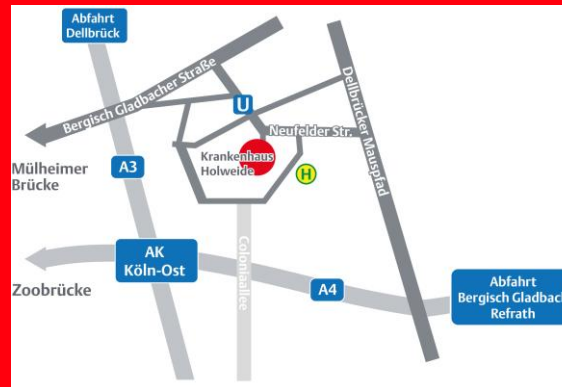 Abfahrt
Dellbrück
Bergisch Gladbacher Straße
Dellbrücker Mauspfad
U
Neufelder Str.
Mülheimer
Brücke
A3
Krankenhaus
Holweide
H
AK
Köln-Ost
Coloniaallee
Zoobrücke
A4
Abfahrt
Bergisch Gladbach
Refrath